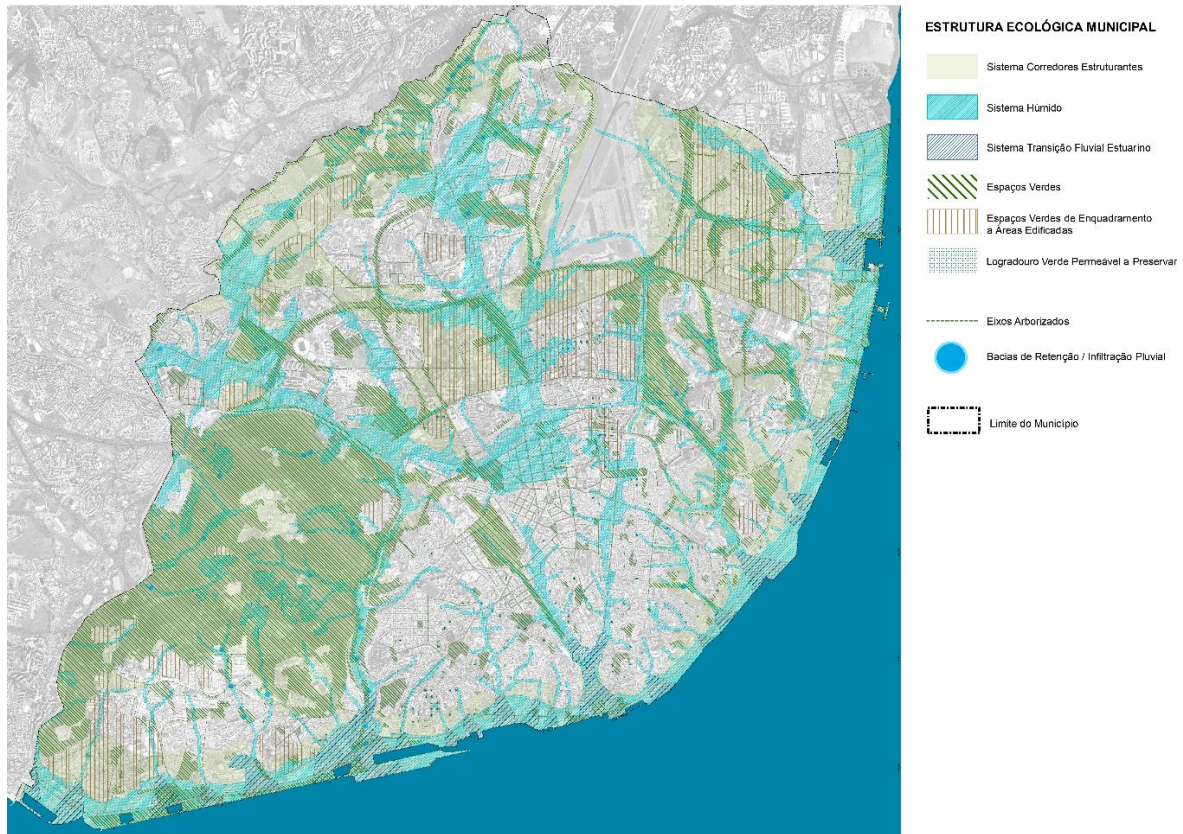 ESTRUTURA ECOLÓGICA MUNICIPAL
Sistema Corredores Estruturantes
Sistema Húmido
Sistema Transição Fluvial Estuarino
Espaços Verdes
Espaços Verdes de Enquadramento
a Áreas Edificadas
Logradouro Verde Permeável a Preservar
Eixos Arborizados
Bacias de Retenção / Infiltração Pluvial
Limite do Município